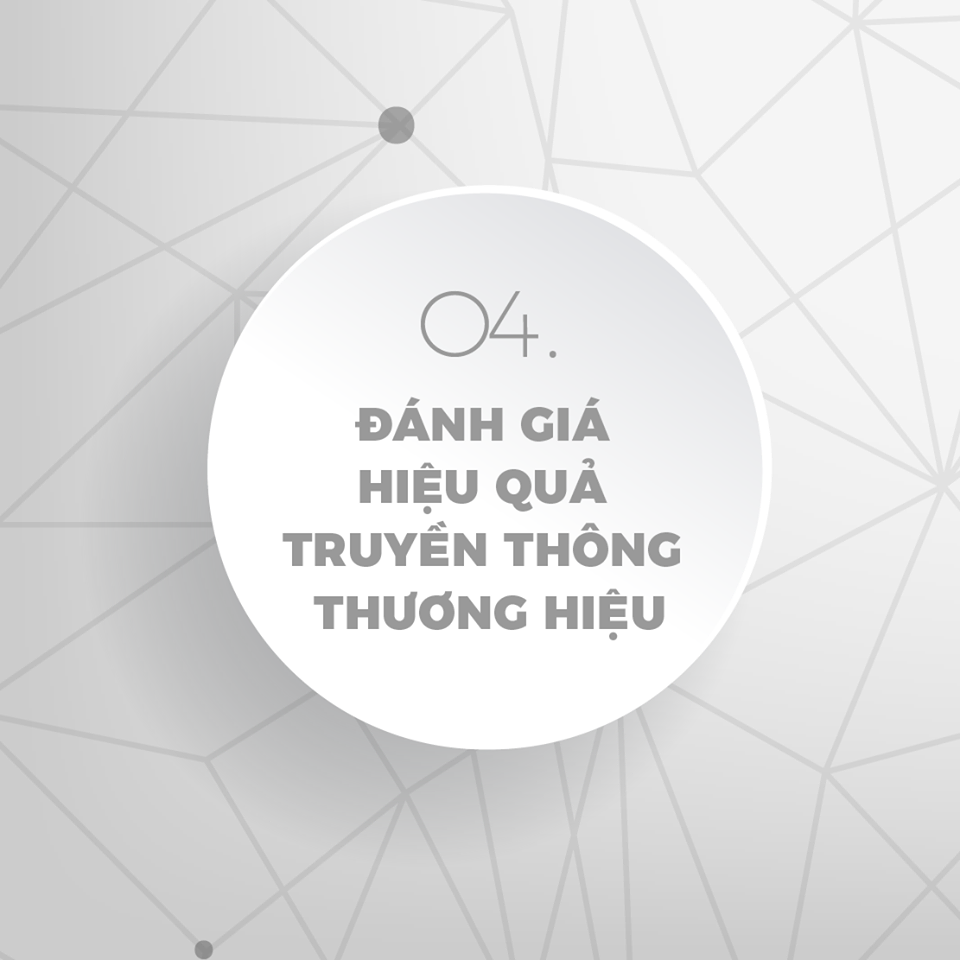 04.
ĐÁNH GIÁ
HIỆU QUẢ
TRUYỀN THÔNG
THƯƠNG HIỆU